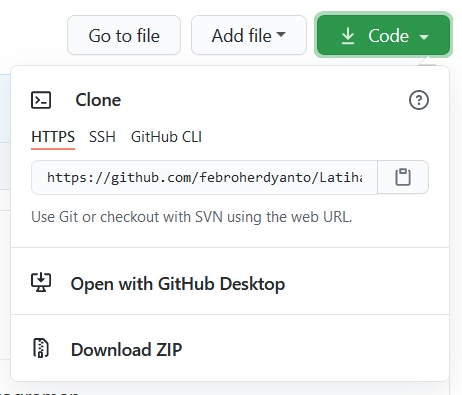 Go to file
Add file
Code
Clone
HTTPS SSH GitHub CLI
https://github.com/febroherdyanto/Latiha
Use Git or checkout with SVN using the web URL.
Open with GitHub Desktop
Download ZIP